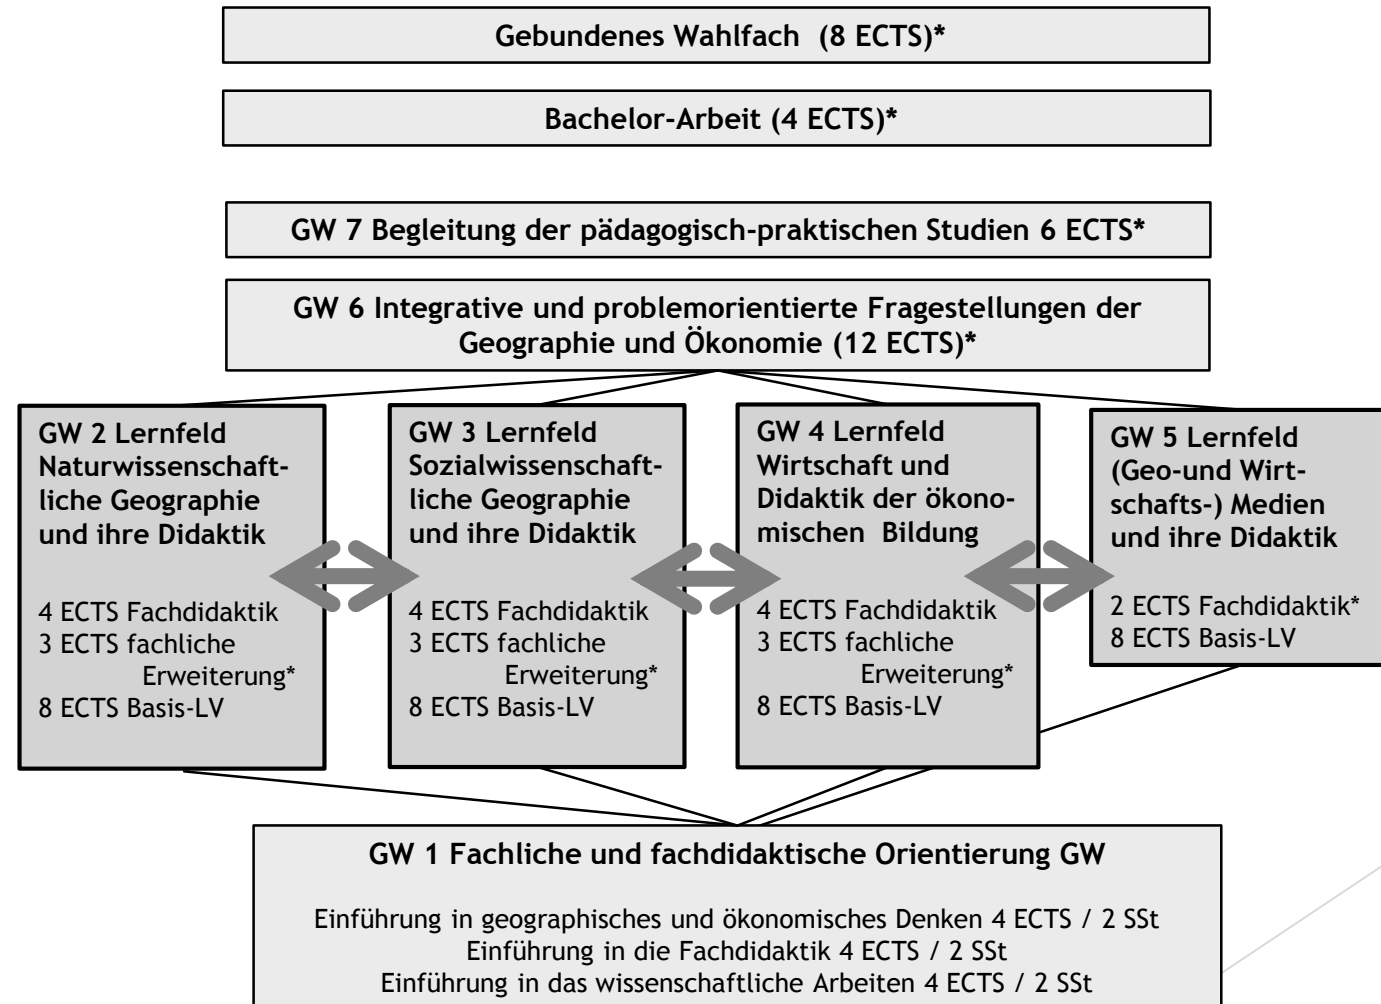 Gebundenes Wahlfach (8 ECTS)*
Bachelor-Arbeit (4 ECTS)*
GW 7 Begleitung der pädagogisch-praktischen Studien 6 ECTS*
GW 6 Integrative und problemorientierte Fragestellungen der
Geographie und Ökonomie (12 ECTS)*
GW 2 Lernfeld
Naturwissenschaft-
liche Geographie
und ihre Didaktik
4 ECTS Fachdidaktik
3 ECTS fachliche
Erweiterung*
8 ECTS Basis-LV
GW 3 Lernfeld
Sozialwissenschaft-
liche Geographie
und ihre Didaktik
4 ECTS Fachdidaktik
3 ECTS fachliche
Erweiterung*
8 ECTS Basis-LV
GW 4 Lernfeld
Wirtschaft und
Didaktik der ökono-
mischen Bildung
4 ECTS Fachdidaktik
3 ECTS fachliche
Erweiterung*
8 ECTS Basis-LV
GW 5 Lernfeld
(Geo-und Wirt-
schafts-) Medien
und ihre Didaktik
2 ECTS Fachdidaktik*
8 ECTS Basis-LV
GW 1 Fachliche und fachdidaktische Orientierung GW
Einführung in geographisches und ökonomisches Denken 4 ECTS / 2 SSt
Einführung in die Fachdidaktik 4 ECTS / 2 SSt
Einführung in das wissenschaftliche Arbeiten 4 ECTS / 2 SSt